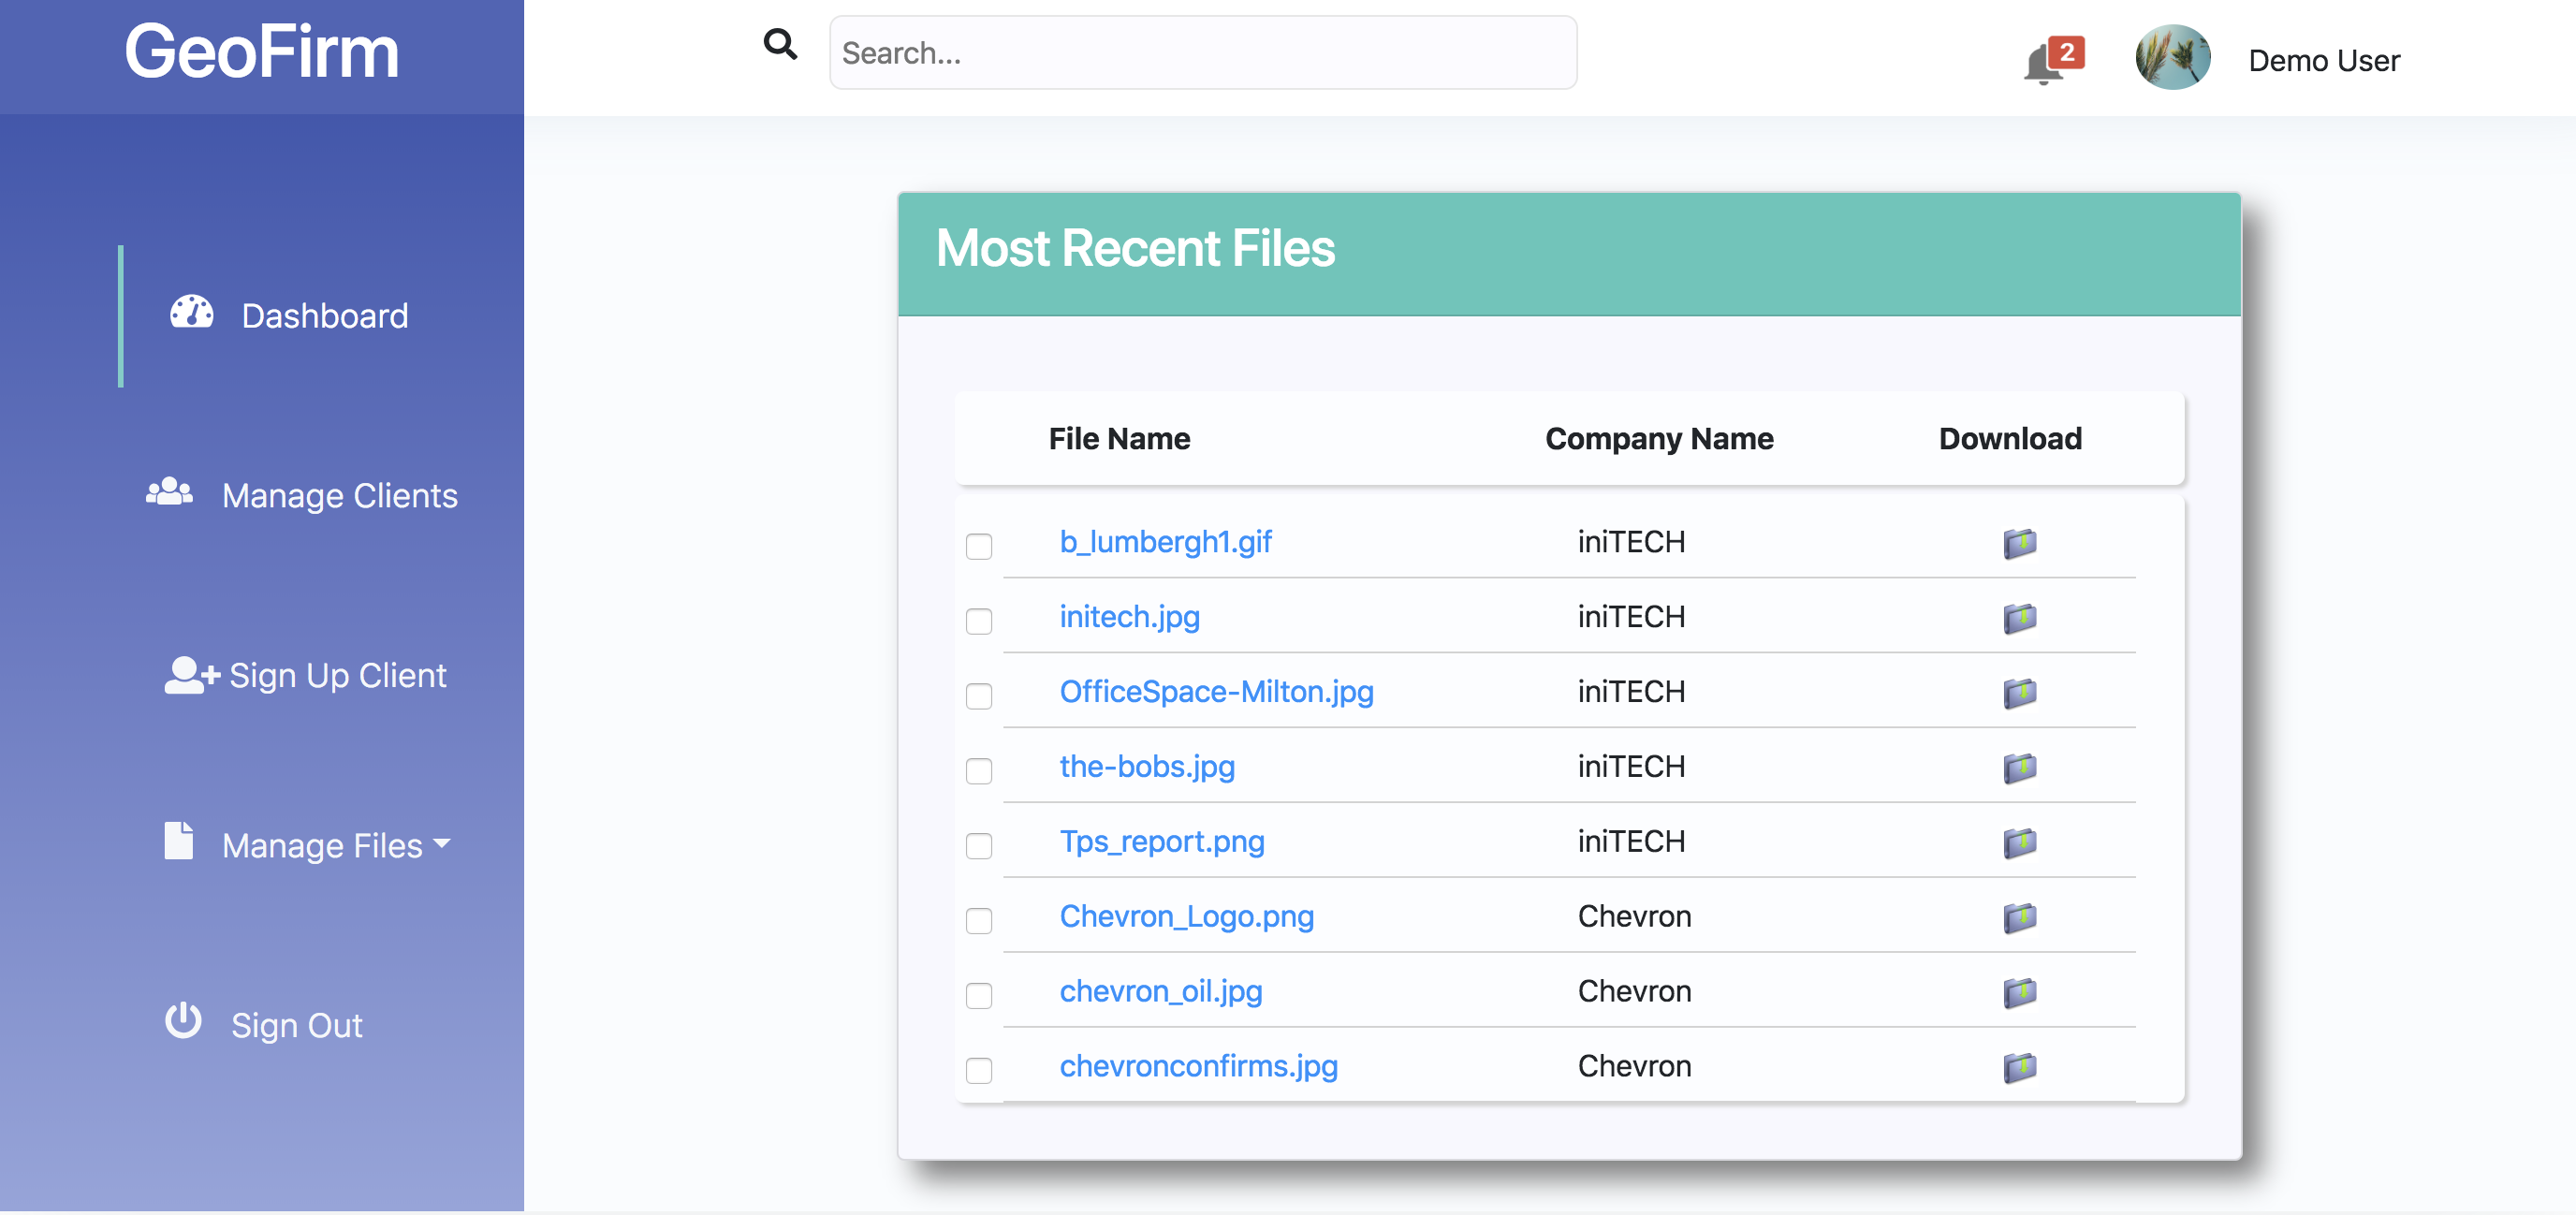 GeoFirm
Search...
2
Demo User
Dashboard
Manage Clients
Sign Up Client
Manage Files
Sign Out
Most Recent Files
File Name Company Name Download
b_lumbergh1.gif iniTECH
initech.jpg iniTECH
OfficeSpace-Milton.jpg iniTECH
the-bobs.jpg iniTECH
Tps_report.png iniTECH
Chevron_Logo.png Chevron
chevron_oil.jpg Chevron
chevronconfirms.jpg Chevron